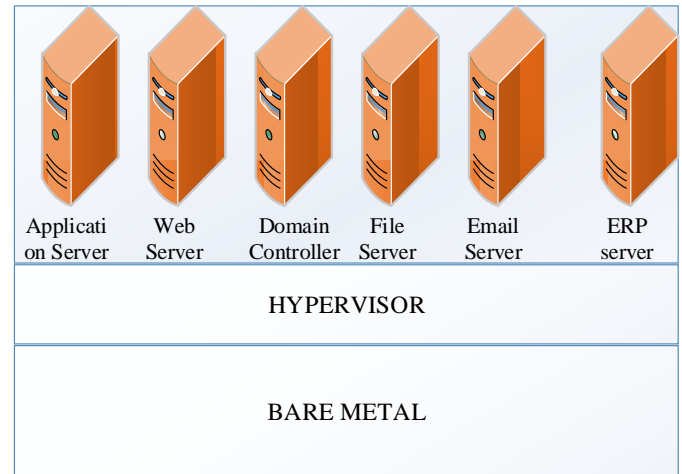 Applicati
on Server
Web
Server
Domain
Controller
File
Server
Email
Server
ERP
server
HYPERVISOR
BARE METAL